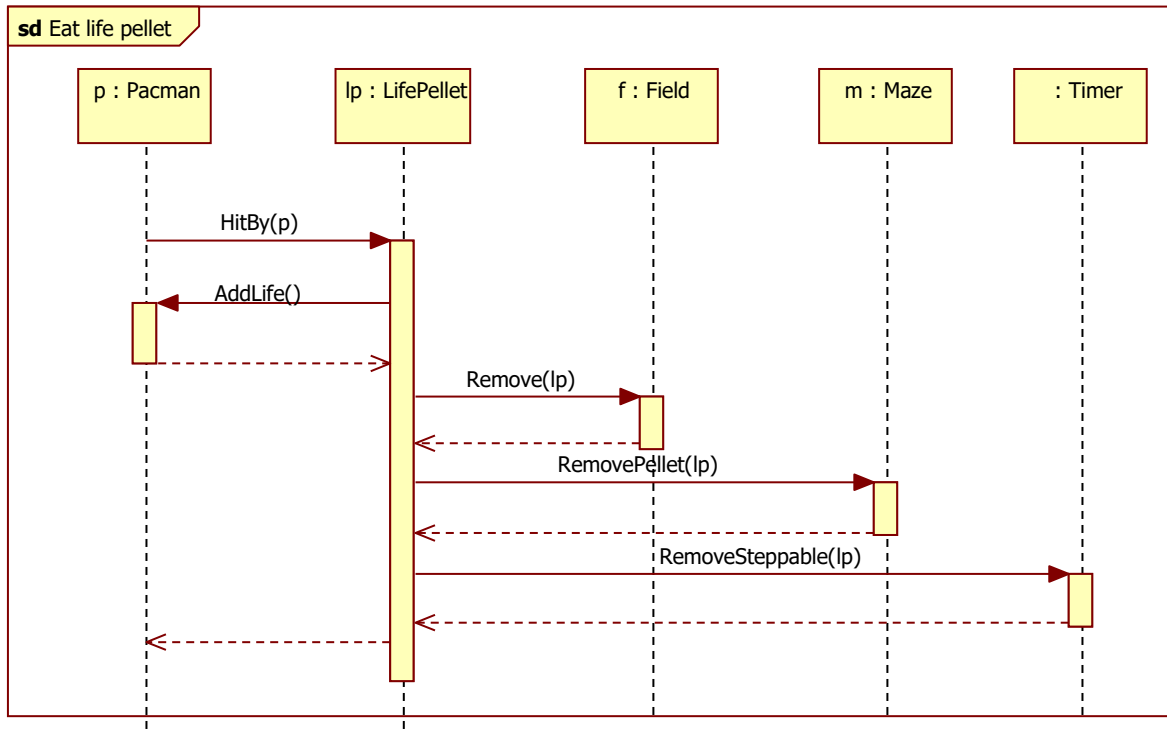 sd Eat life pellet
p : Pacman
lp : LifePellet
f : Field
m : Maze
: Timer
HitBy(p)
AddLife()
Remove(lp)
RemovePellet(lp)
RemoveSteppable(lp)